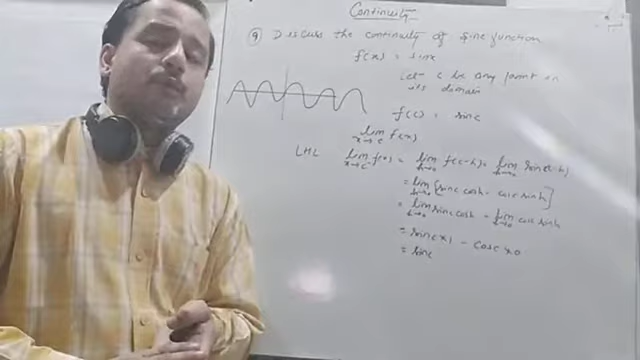 Continuity
9 Discuss the continuity of sine function
f(x) = sinx
Let c be any point in
its domain
f(c) = sinc
lim x→c f(x)
LHL lim x→c⁻ f(x) = lim h→0 f(c-h) = lim h→0 sin(c-h)
= lim h→0 [sinc cosh - cosc sinh]
= lim h→0 sinc cosh - lim h→0 cosc sinh
= sinc x1 - cosc x0
= sinc